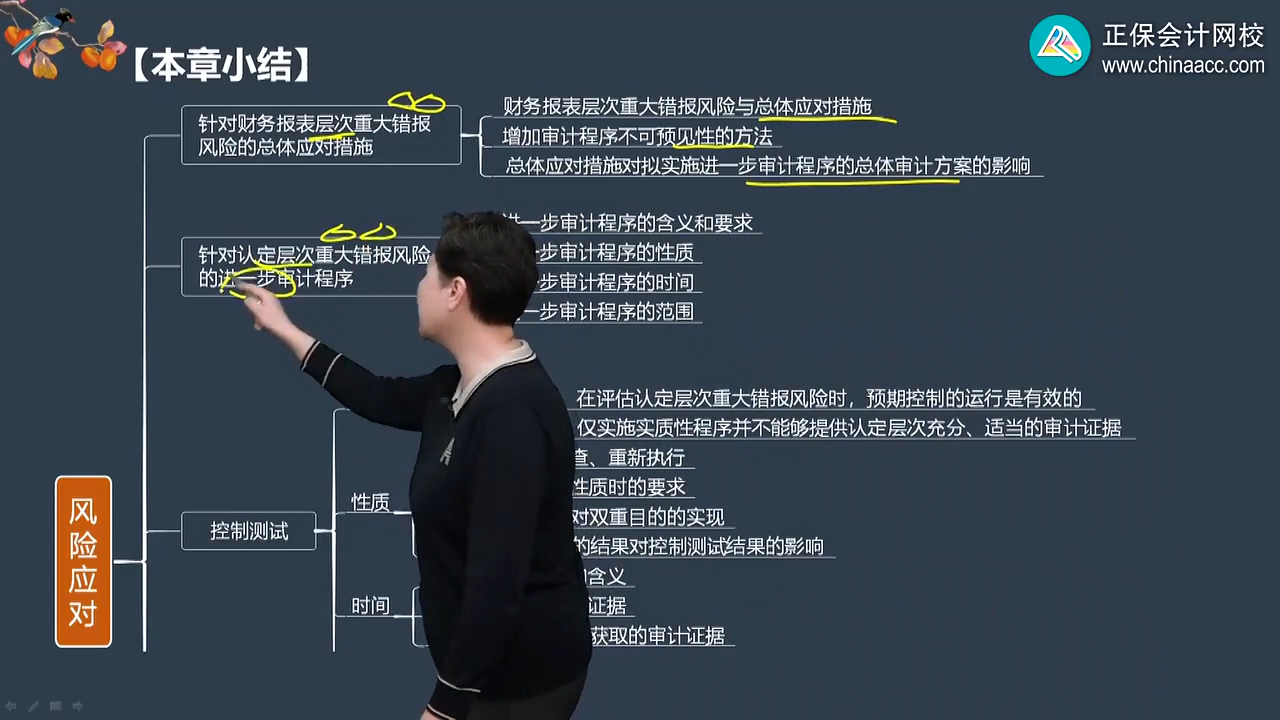 【本章小结】
正保会计网校
www.chinaacc.com
针对财务报表层次重大错报
风险的总体应对措施
财务报表层次重大错报风险与总体应对措施
增加审计程序不可预见性的方法
总体应对措施对拟实施进一步审计程序的总体审计方案的影响
针对认定层次重大错报风险
的进一步审计程序
进一步审计程序的含义和要求
一步审计程序的性质
一步审计程序的时间
一步审计程序的范围
风险应对
控制测试
在评估认定层次重大错报风险时，预期控制的运行是有效的
仅实施实质性程序并不能够提供认定层次充分、适当的审计证据
性质
查、重新执行
性质时的要求
对双重目的的实现
的结果对控制测试结果的影响
时间
含义
证据
获取的审计证据